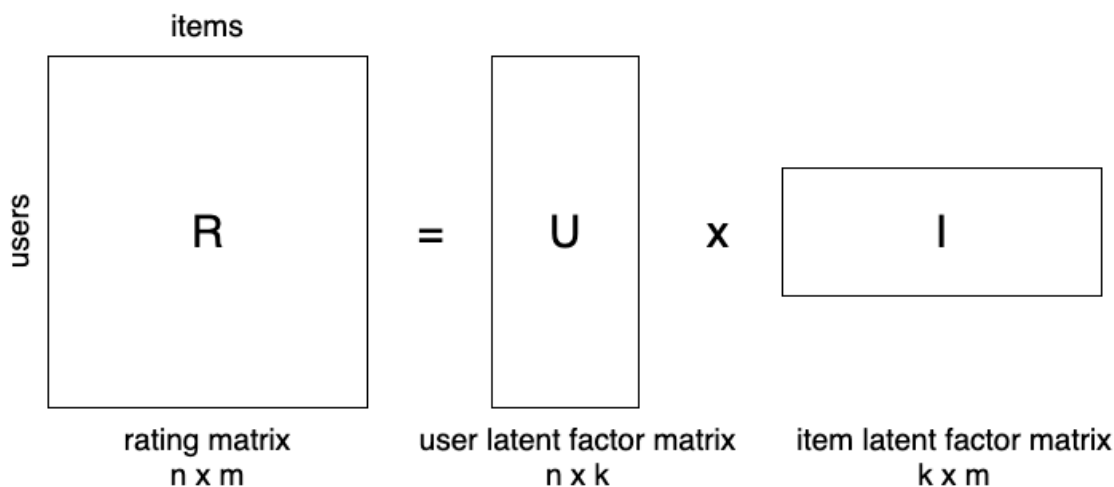 items
users
R
=
U
x
I
rating matrix
n x m
user latent factor matrix
n x k
item latent factor matrix
k x m